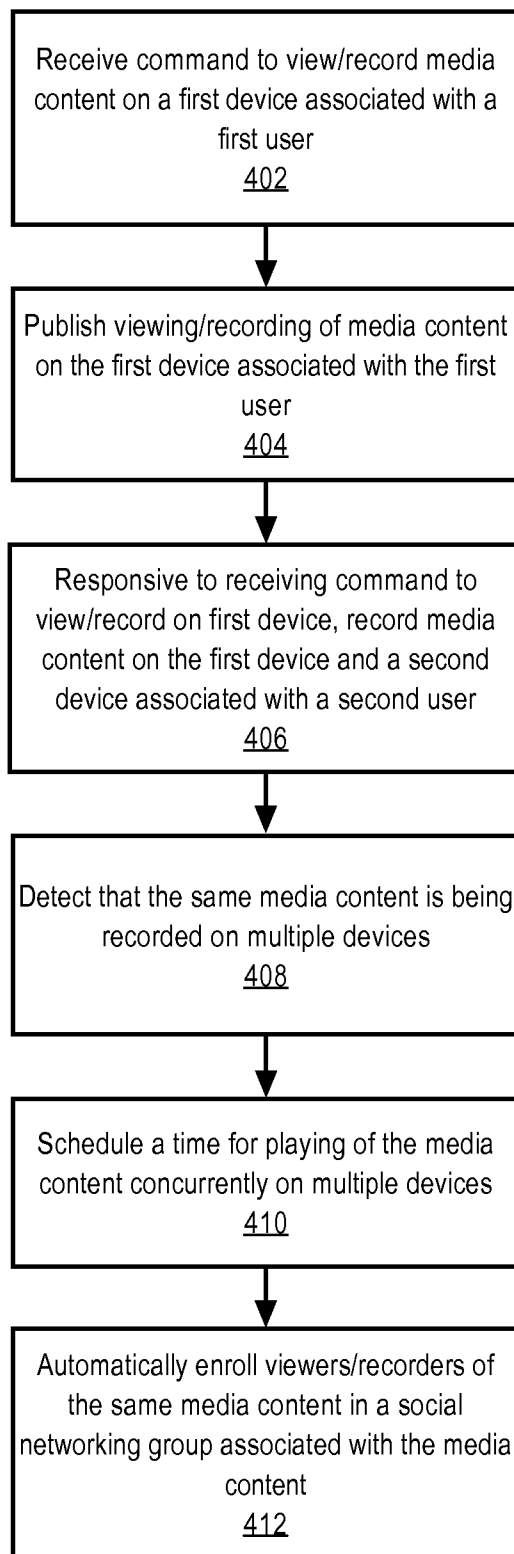 Receive command to view/record media
content on a first device associated with a
first user
402
Publish viewing/recording of media content
on the first device associated with the first
user
404
Responsive to receiving command to
view/record on first device, record media
content on the first device and a second
device associated with a second user
406
Detect that the same media content is being
recorded on multiple devices
408
Schedule a time for playing of the media
content concurrently on multiple devices
410
Automatically enroll viewers/recorders of
the same media content in a social
networking group associated with the media
content
412